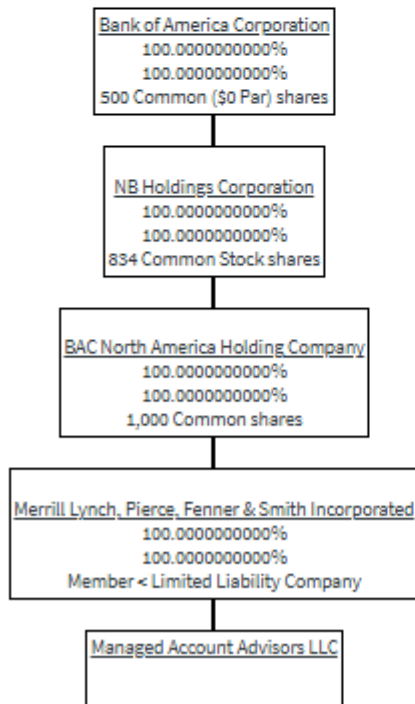 Bank of America Corporation
100.0000000000%
100.0000000000%
500 Common ($0 Par) shares
NB Holdings Corporation
100.0000000000%
100.0000000000%
834 Common Stock shares
BAC North America Holding Company
100.0000000000%
100.0000000000%
1,000 Common shares
Merrill Lynch, Pierce, Fenner & Smith Incorporated
100.0000000000%
100.0000000000%
Member < Limited Liability Company
Managed Account Advisors LLC